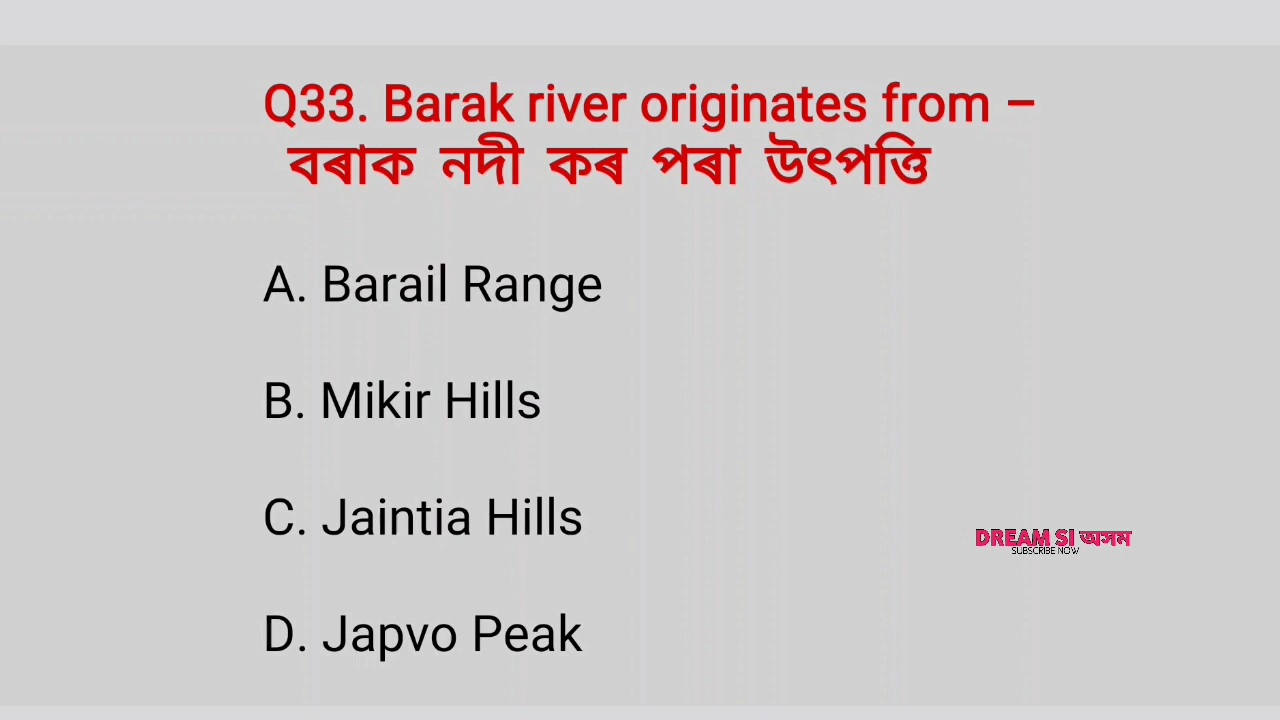 Q33. Barak river originates from –
বৰাক নদী কৰ পৰা উৎপত্তি
A. Barail Range
B. Mikir Hills
C. Jaintia Hills
DREAM SI অসম
SUBSCRIBE NOW
D. Japvo Peak